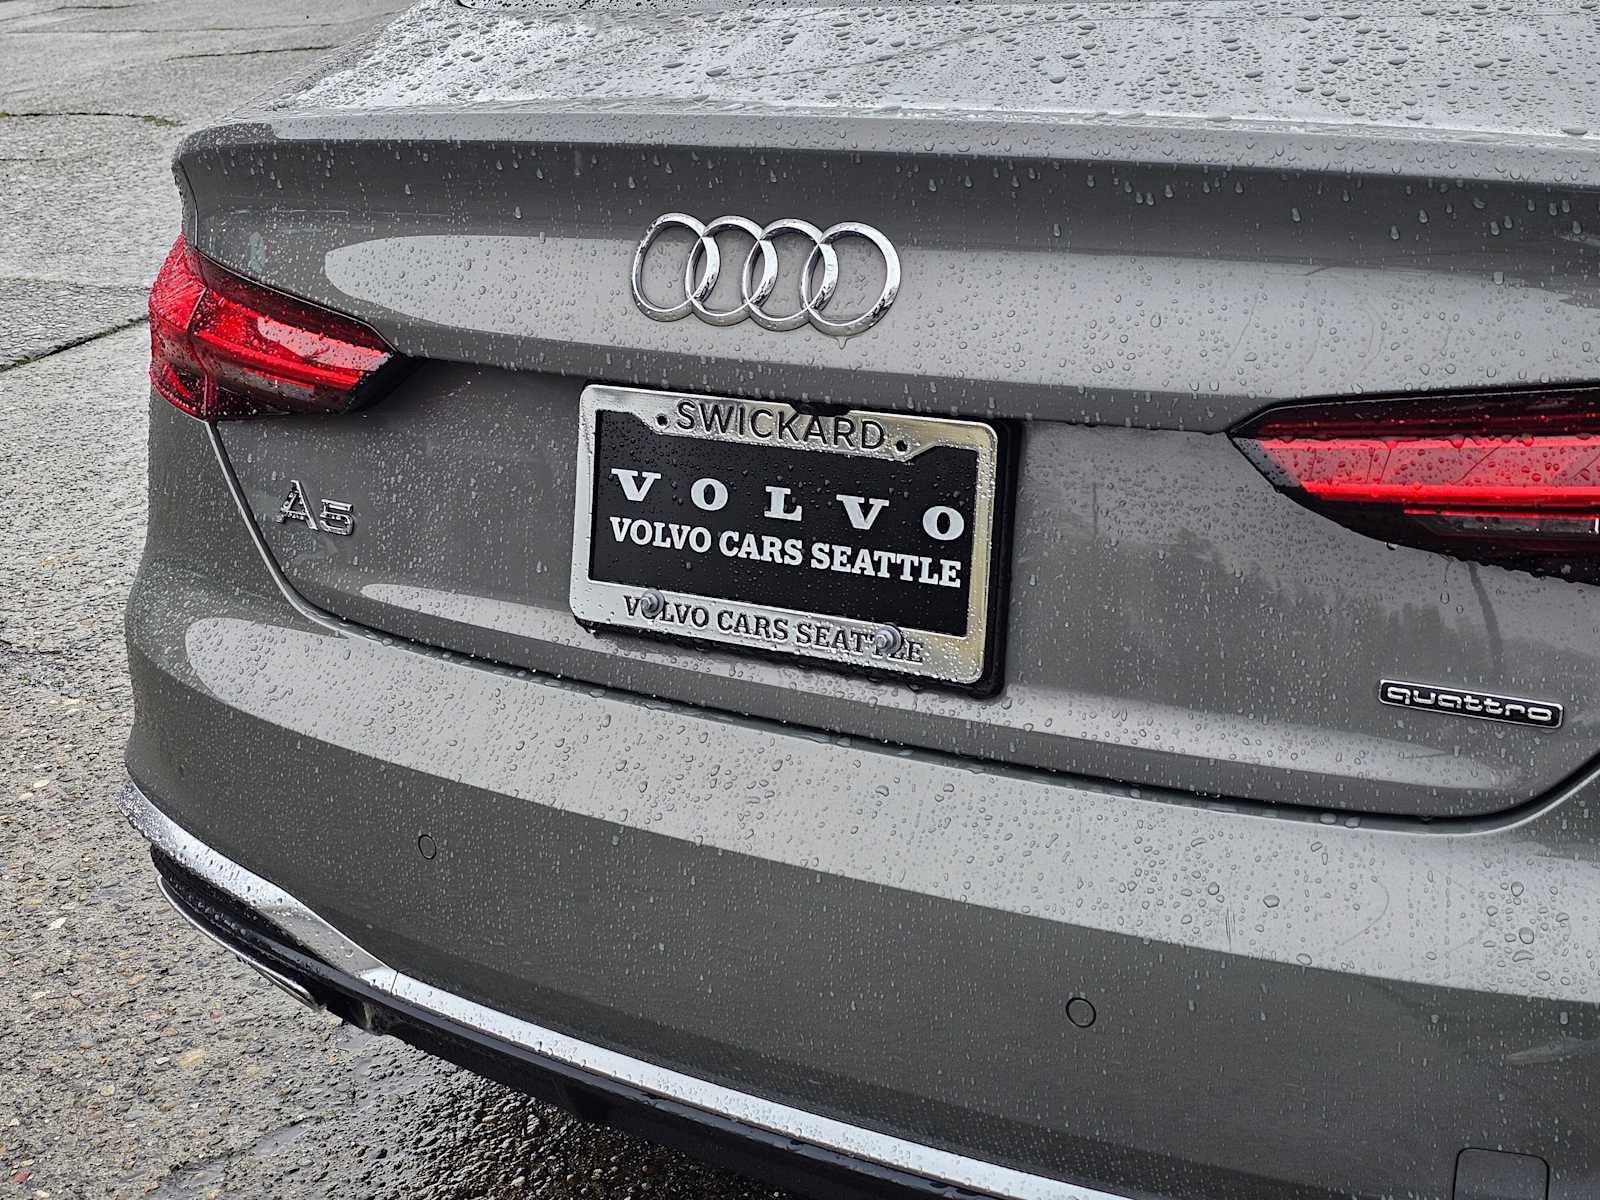 · SWICKARD ·
VOLVO
VOLVO CARS SEATTLE
VOLVO CARS SEATTLE
A5
quattro